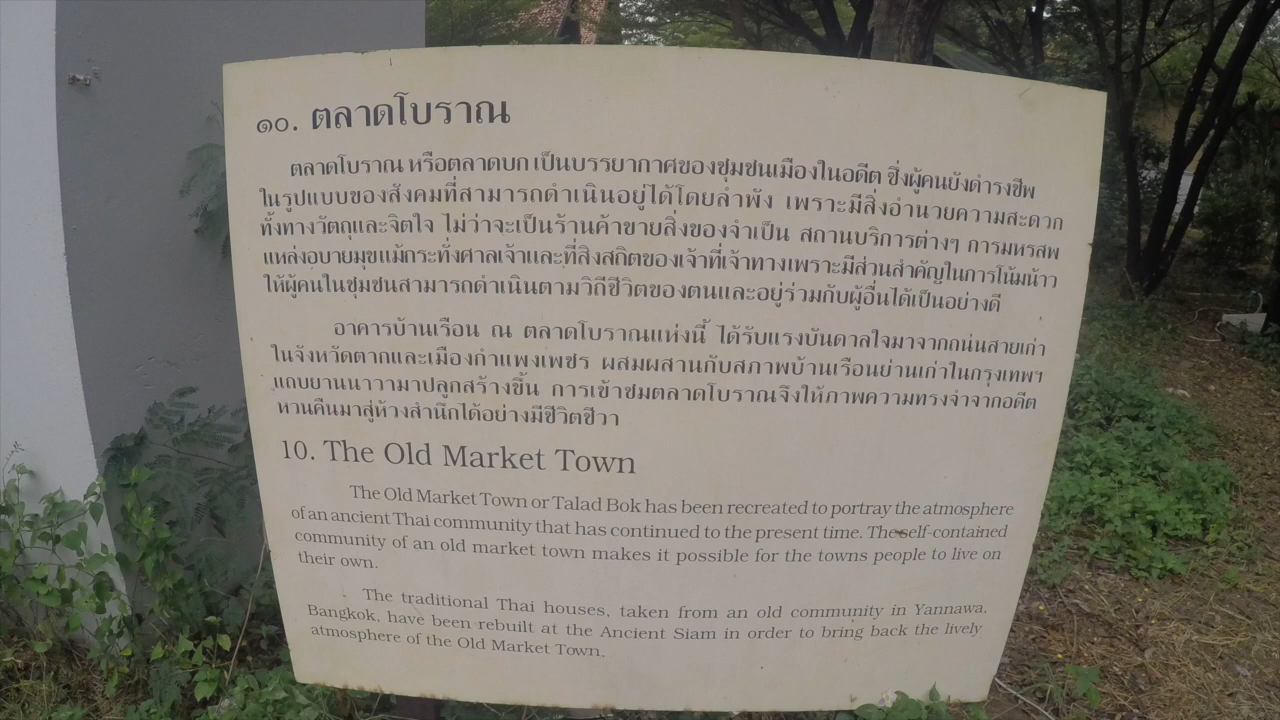 ๑๐. ตลาดโบราณ
ตลาดโบราณ หรือตลาดบก เป็นบรรยากาศของชุมชนเมืองในอดีต ซึ่งผู้คนยังดำรงชีพ
ในรูปแบบของสังคมที่สามารถดำเนินอยู่ได้โดยลำพัง เพราะมีสิ่งอำนวยความสะดวก
ทั้งทางวัตถุและจิตใจ ไม่ว่าจะเป็นร้านค้าขายสิ่งของจำเป็น สถานบริการต่างๆ การมหรสพ
แหล่งอบายมุขแม้กระทั่งศาลเจ้าและที่สิงสถิตของเจ้าที่เจ้าทางเพราะมีส่วนสำคัญในการโน้มน้าว
ให้ผู้คนในชุมชนสามารถดำเนินตามวิถีชีวิตของตนและอยู่ร่วมกับผู้อื่นได้เป็นอย่างดี
อาคารบ้านเรือน ณ ตลาดโบราณแห่งนี้ ได้รับแรงบันดาลใจมาจากถนนสายเก่า
ในจังหวัดตากและเมืองกำแพงเพชร ผสมผสานกับสภาพบ้านเรือนย่านเก่าในกรุงเทพฯ
แถบยานนาวามาปลูกสร้างขึ้น การเข้าชมตลาดโบราณจึงให้ภาพความทรงจำจากอดีต
หวนคืนมาสู่ห้วงสำนึกได้อย่างมีชีวิตชีวา
10. The Old Market Town
The Old Market Town or Talad Bok has been recreated to portray the atmosphere
of an ancient Thai community that has continued to the present time. The self-contained
community of an old market town makes it possible for the towns people to live on
their own.
The traditional Thai houses, taken from an old community in Yannawa,
Bangkok, have been rebuilt at the Ancient Siam in order to bring back the lively
atmosphere of the Old Market Town.